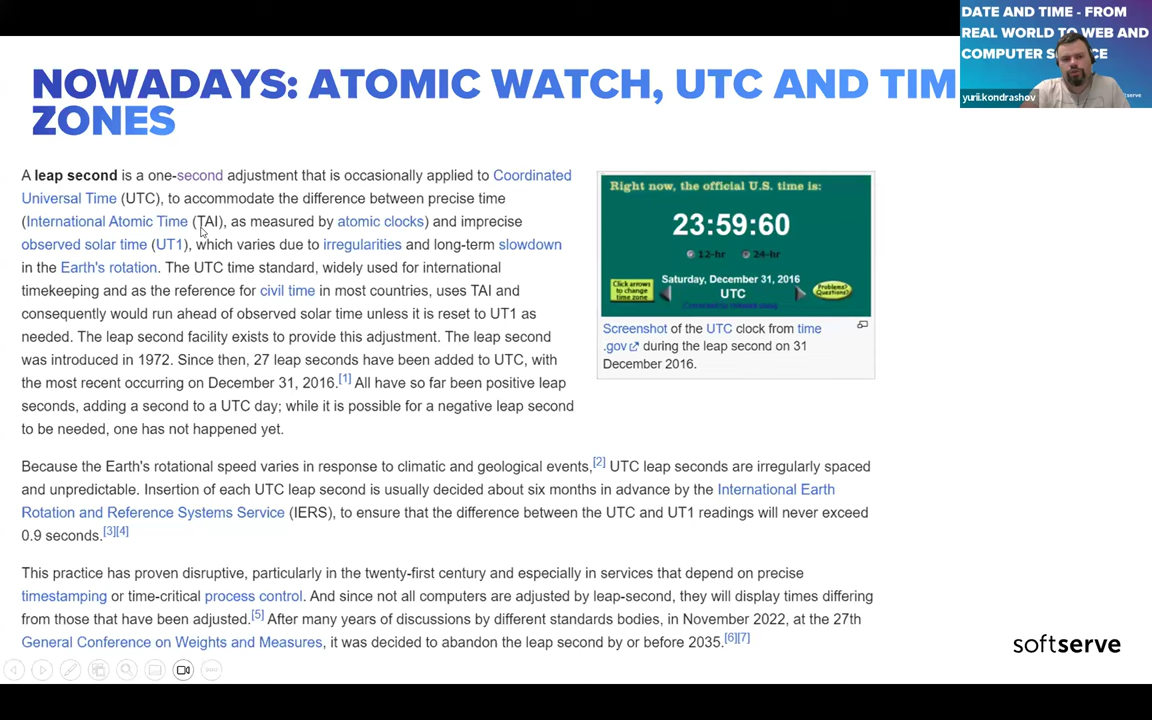 DATE AND TIME - FROM
REAL WORLD TO WEB AND
COMPUTER
yurii.kondrashov
NOWADAYS: ATOMIC WATCH, UTC AND TIM
ZONES
A leap second is a one-second adjustment that is occasionally applied to Coordinated
Universal Time (UTC), to accommodate the difference between precise time
(International Atomic Time (TAI), as measured by atomic clocks) and imprecise
observed solar time (UT1), which varies due to irregularities and long-term slowdown
in the Earth's rotation. The UTC time standard, widely used for international
timekeeping and as the reference for civil time in most countries, uses TAI and
consequently would run ahead of observed solar time unless it is reset to UT1 as
needed. The leap second facility exists to provide this adjustment. The leap second
was introduced in 1972. Since then, 27 leap seconds have been added to UTC, with
the most recent occurring on December 31, 2016.[1] All have so far been positive leap
seconds, adding a second to a UTC day; while it is possible for a negative leap second
to be needed, one has not happened yet.
Right now, the official U.S. time is:
23:59:60
12-hr 24-hr
Click arrows
to change
time zone
Saturday, December 31, 2016
UTC
Problems?
Questions?
Screenshot of the UTC clock from time
.gov during the leap second on 31
December 2016.
Because the Earth's rotational speed varies in response to climatic and geological events,[2] UTC leap seconds are irregularly spaced
and unpredictable. Insertion of each UTC leap second is usually decided about six months in advance by the International Earth
Rotation and Reference Systems Service (IERS), to ensure that the difference between the UTC and UT1 readings will never exceed
0.9 seconds.[3][4]
This practice has proven disruptive, particularly in the twenty-first century and especially in services that depend on precise
timestamping or time-critical process control. And since not all computers are adjusted by leap-second, they will display times differing
from those that have been adjusted.[5] After many years of discussions by different standards bodies, in November 2022, at the 27th
General Conference on Weights and Measures, it was decided to abandon the leap second by or before 2035.[6][7]
softserve